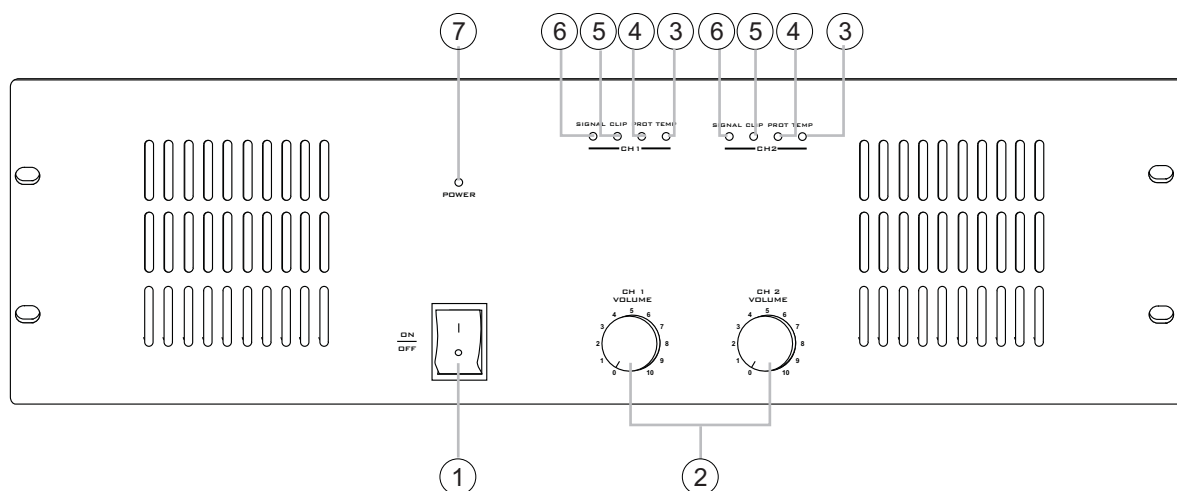 7 6 5 4 3 6 5 4 3
SIGNAL CLIP PROT TEMP
CH1
SIGNAL CLIP PROT TEMP
CH2
POWER
CH 1
VOLUME
0 1 2 3 4 5 6 7 8 9 10
CH 2
VOLUME
0 1 2 3 4 5 6 7 8 9 10
ON
OFF
I
O
1 2